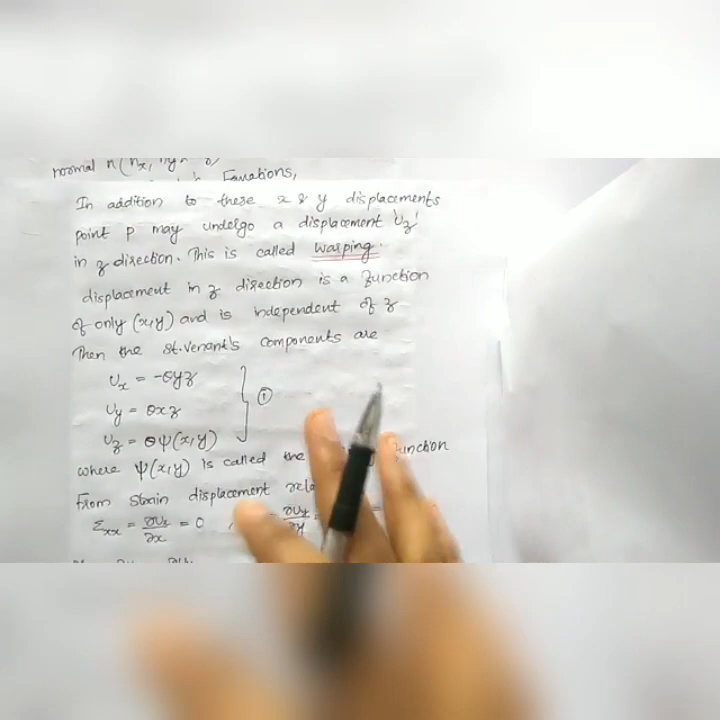 normal n(nx, ny
Equations,
In addition to these x & y displacements
point P may undergo a displacement 'Uz'
in z direction. This is called Warping.
displacement in z direction is a function
of only (x,y) and is independent of z
Then the St.Venant's components are
Ux = -θyz
Uy = θxz ①
Uz = θψ(x,y)
where ψ(x,y) is called the
From Strain displacement
Σxx = ∂Ux/∂x = 0